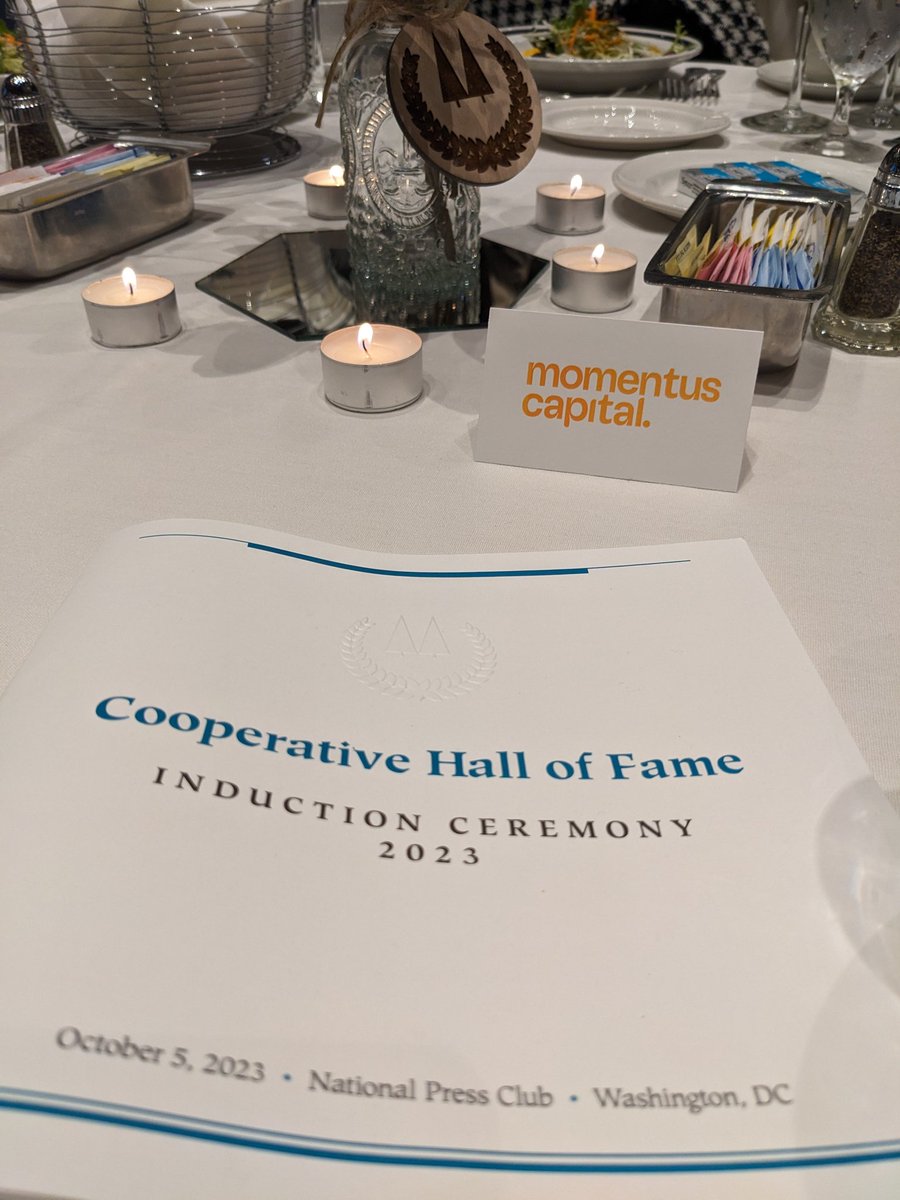 momentus
capital.
Cooperative Hall of Fame
INDUCTION CEREMONY
2023
October 5, 2023 • National Press Club • Washington, DC